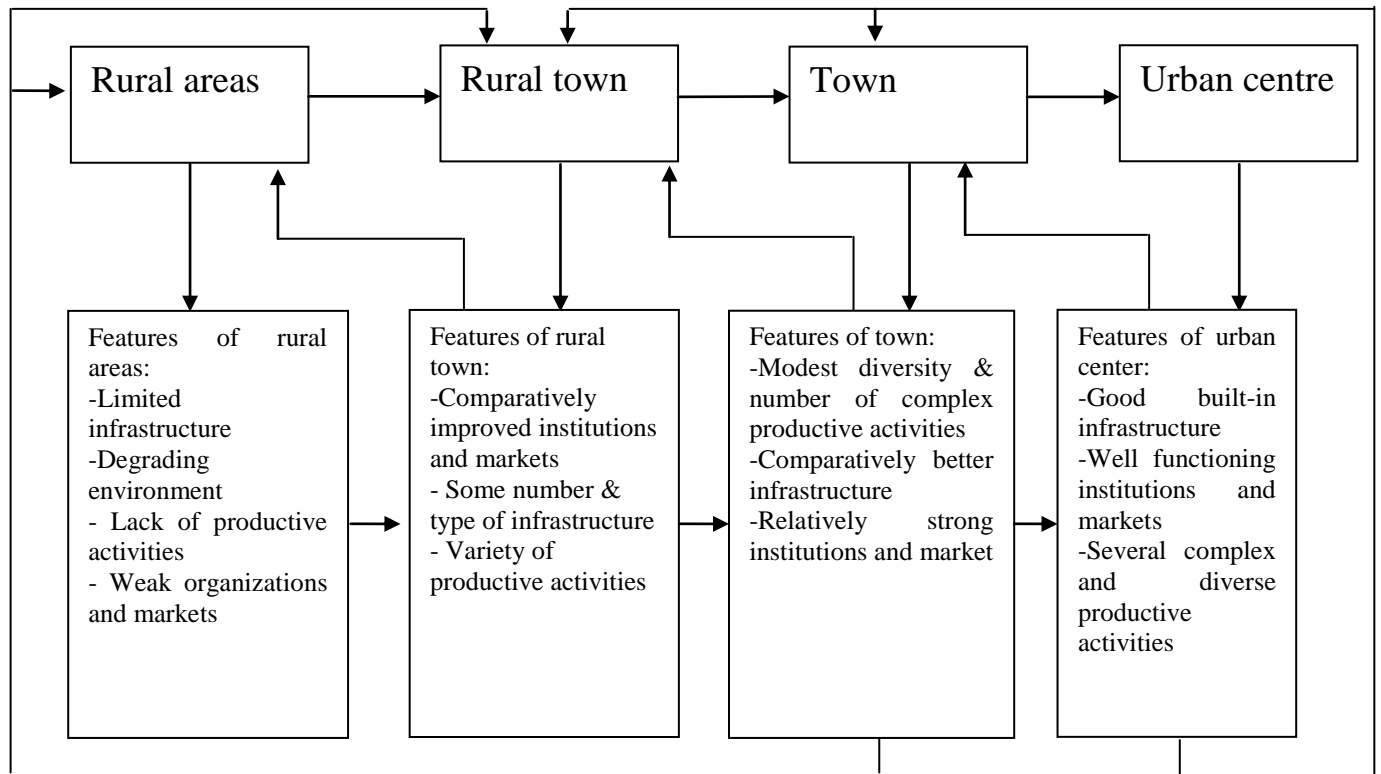 Rural areas
Rural town
Town
Urban centre
Features of rural
areas:
-Limited
infrastructure
-Degrading
environment
- Lack of productive
activities
- Weak organizations
and markets
Features of rural
town:
-Comparatively
improved institutions
and markets
- Some number &
type of infrastructure
- Variety of
productive activities
Features of town:
-Modest diversity &
number of complex
productive activities
-Comparatively better
infrastructure
-Relatively strong
institutions and market
Features of urban
center:
-Good built-in
infrastructure
-Well functioning
institutions and
markets
-Several complex
and diverse
productive
activities